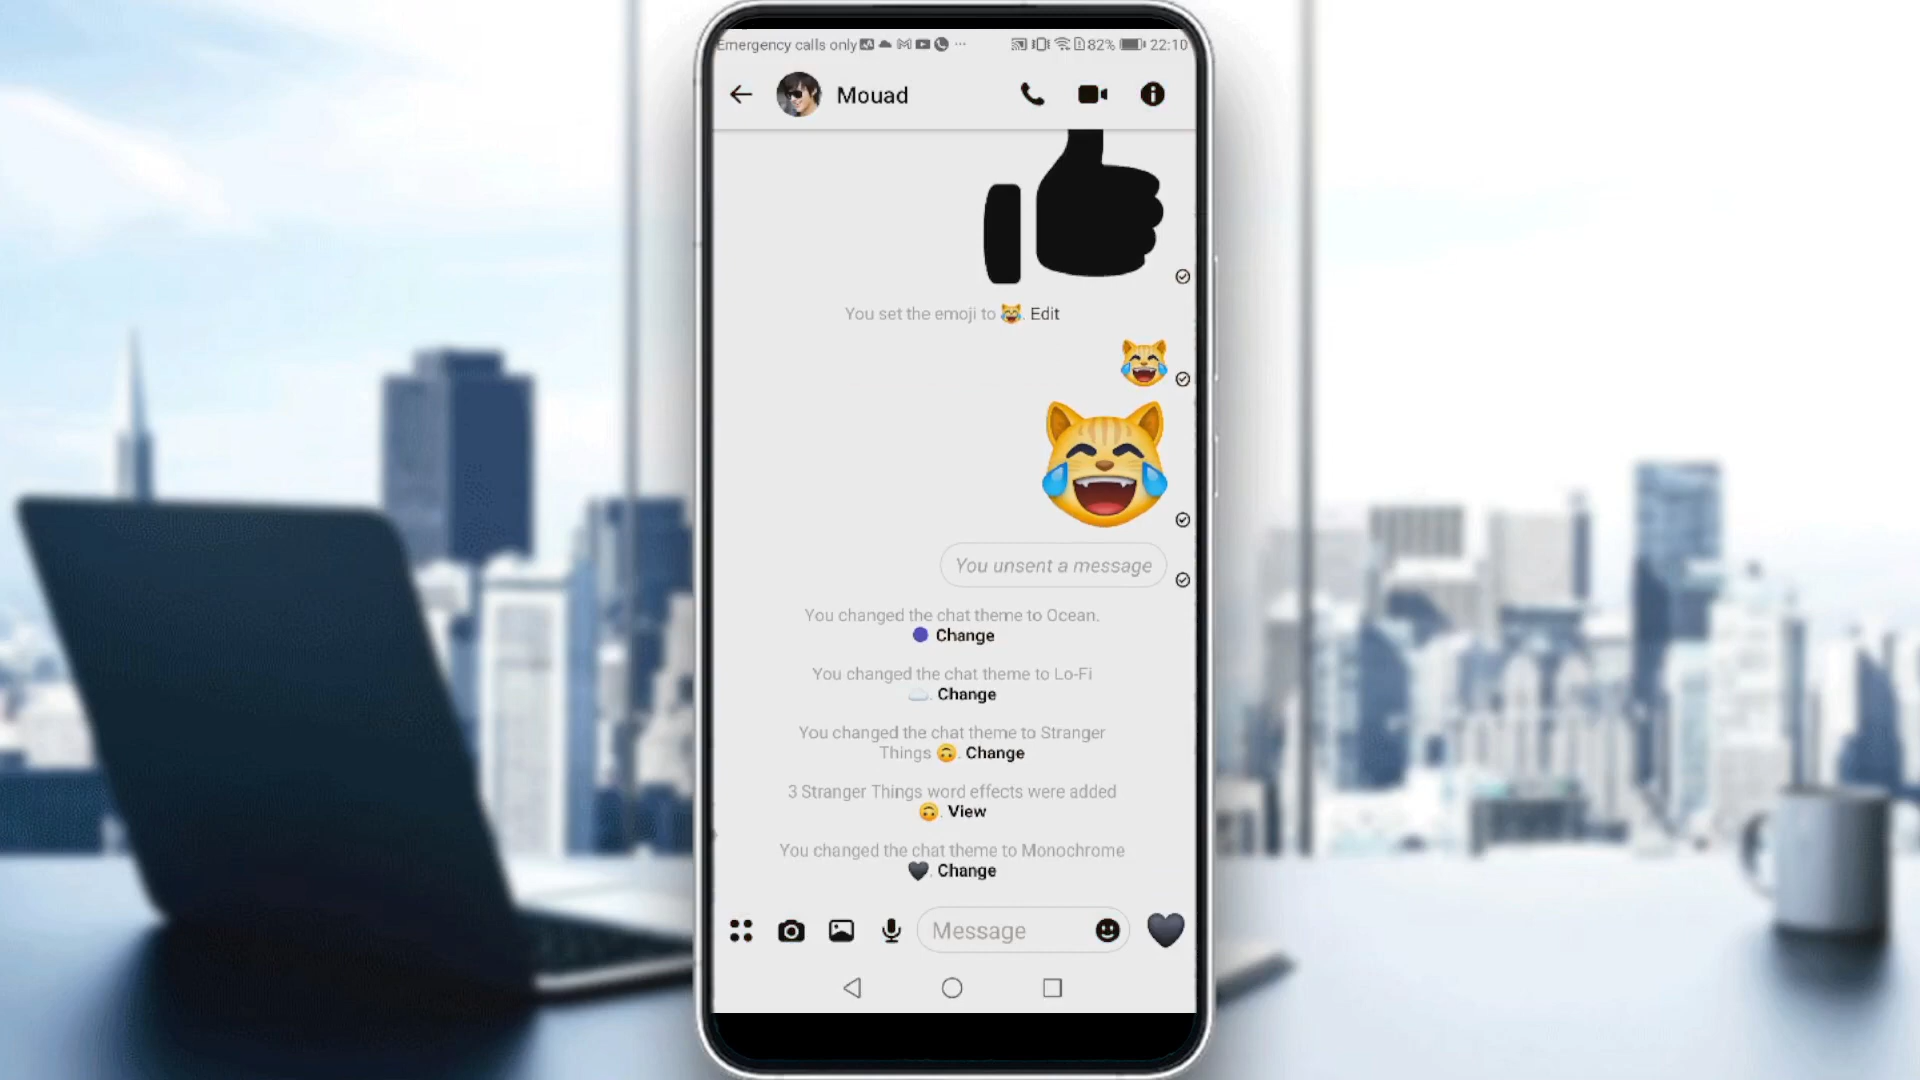 Emergency calls only 82% 22:10
Mouad
You set the emoji to 😹. Edit
You unsent a message
You changed the chat theme to Ocean.
Change
You changed the chat theme to Lo-Fi
☁️. Change
You changed the chat theme to Stranger
Things 🙃. Change
3 Stranger Things word effects were added
🙃. View
You changed the chat theme to Monochrome
🖤. Change
Message